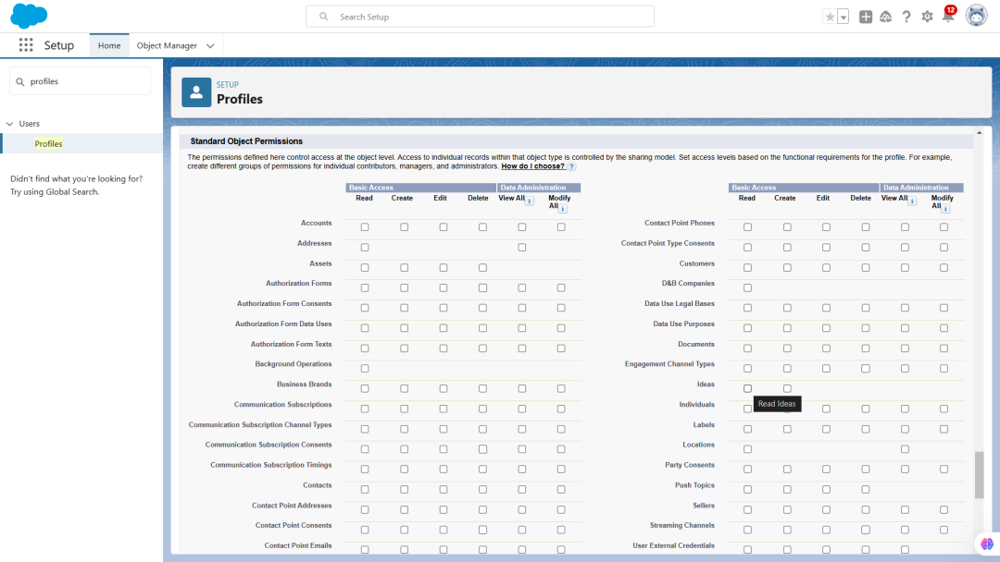 Search Setup
12
Setup
Home
Object Manager
profiles
Users
Profiles
Didn't find what you're looking for?
Try using Global Search.
SETUP
Profiles
Standard Object Permissions
The permissions defined here control access at the object level. Access to individual records within that object type is controlled by the sharing model. Set access levels based on the functional requirements for the profile. For example,
create different groups of permissions for individual contributors, managers, and administrators. How do I choose? ?
Basic Access Data Administration
Read Create Edit Delete View All i Modify All i
Accounts
Addresses
Assets
Authorization Forms
Authorization Form Consents
Authorization Form Data Uses
Authorization Form Texts
Background Operations
Business Brands
Communication Subscriptions
Communication Subscription Channel Types
Communication Subscription Consents
Communication Subscription Timings
Contacts
Contact Point Addresses
Contact Point Consents
Contact Point Emails
Basic Access Data Administration
Read Create Edit Delete View All i Modify All i
Contact Point Phones
Contact Point Type Consents
Customers
D&B Companies
Data Use Legal Bases
Data Use Purposes
Documents
Engagement Channel Types
Ideas
Read Ideas
Individuals
Labels
Locations
Party Consents
Push Topics
Sellers
Streaming Channels
User External Credentials